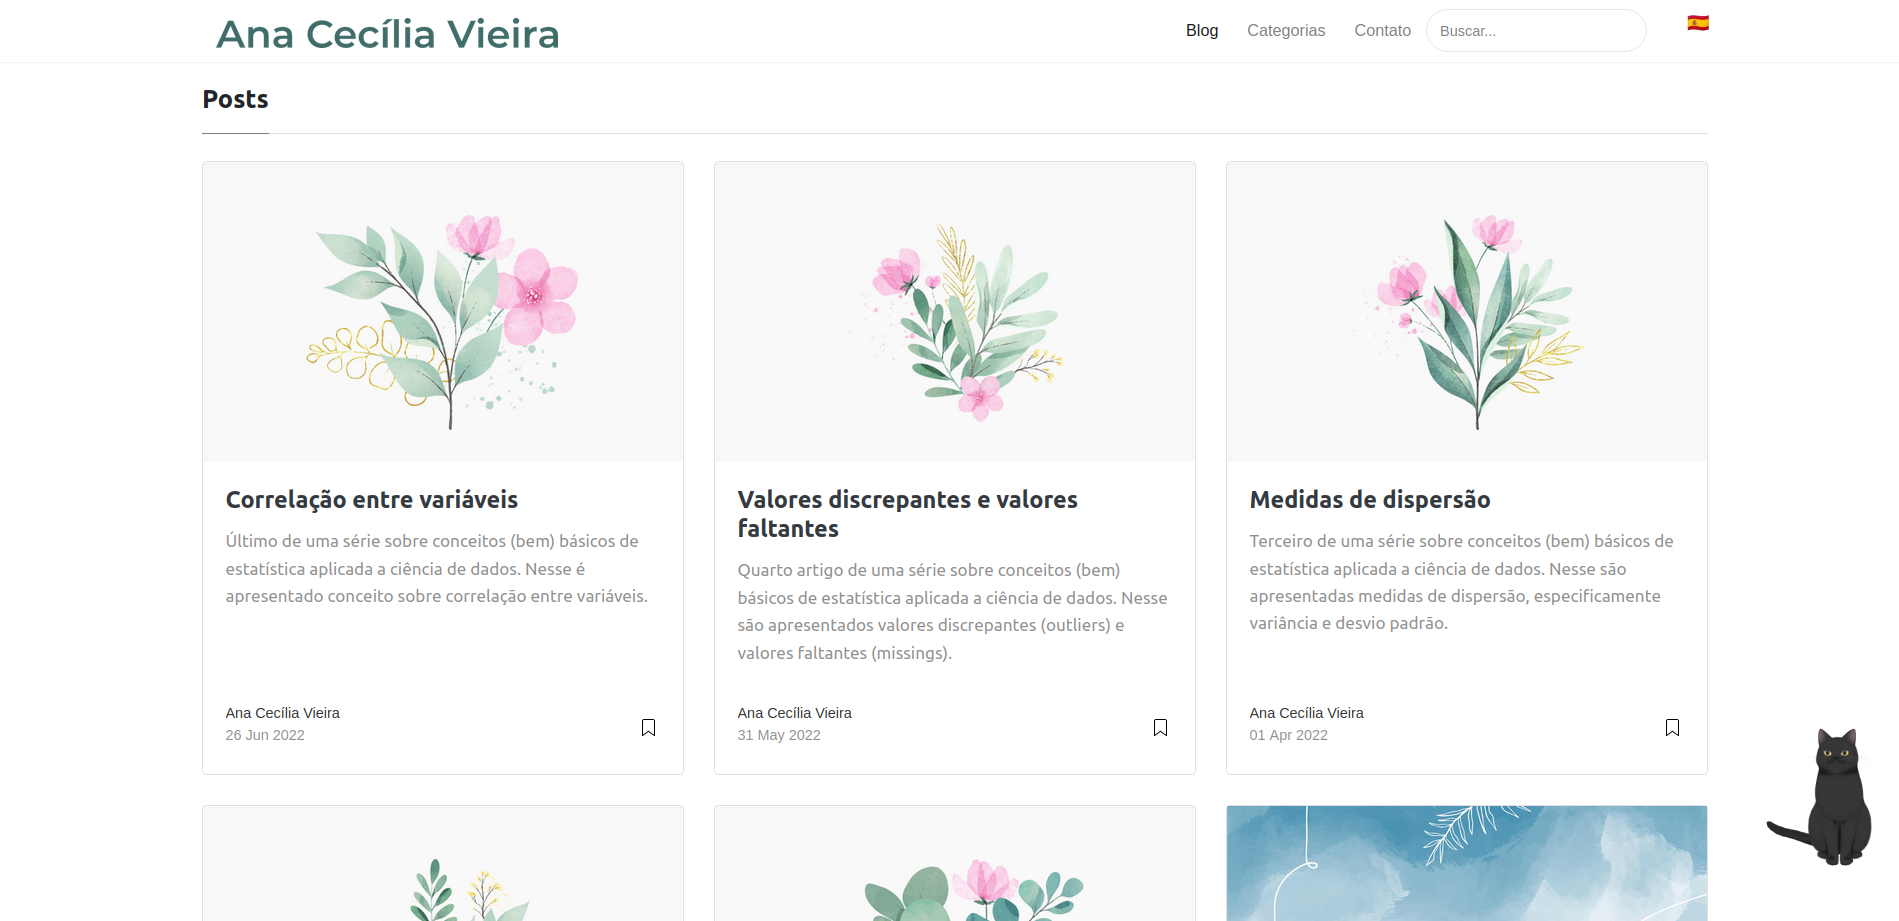 Ana Cecília Vieira
Blog
Categorias
Contato
Buscar...
Posts
Correlação entre variáveis
Último de uma série sobre conceitos (bem) básicos de
estatística aplicada a ciência de dados. Nesse é
apresentado conceito sobre correlação entre variáveis.
Ana Cecília Vieira
26 Jun 2022
Valores discrepantes e valores
faltantes
Quarto artigo de uma série sobre conceitos (bem)
básicos de estatística aplicada a ciência de dados. Nesse
são apresentados valores discrepantes (outliers) e
valores faltantes (missings).
Ana Cecília Vieira
31 May 2022
Medidas de dispersão
Terceiro de uma série sobre conceitos (bem) básicos de
estatística aplicada a ciência de dados. Nesse são
apresentadas medidas de dispersão, especificamente
variância e desvio padrão.
Ana Cecília Vieira
01 Apr 2022